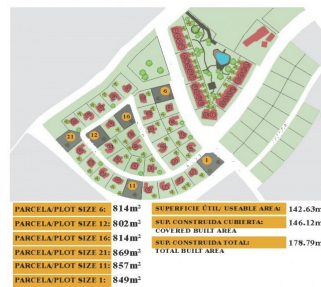 6
16
21
12
1
11
PARCELA/PLOT SIZE 6: 814m²
PARCELA/PLOT SIZE 12: 802m²
PARCELA/PLOT SIZE 16: 814m²
PARCELA/PLOT SIZE 21: 869m²
PARCELA/PLOT SIZE 11: 857m²
PARCELA/PLOT SIZE 1: 849m²
SUPERFICIE ÚTIL/ USEABLE AREA: 142.63m
SUP. CONSTRUIDA CUBIERTA: 146.12m
COVERED BUILT AREA
SUP. CONSTRUIDA TOTAL: 178.79m
TOTAL BUILT AREA